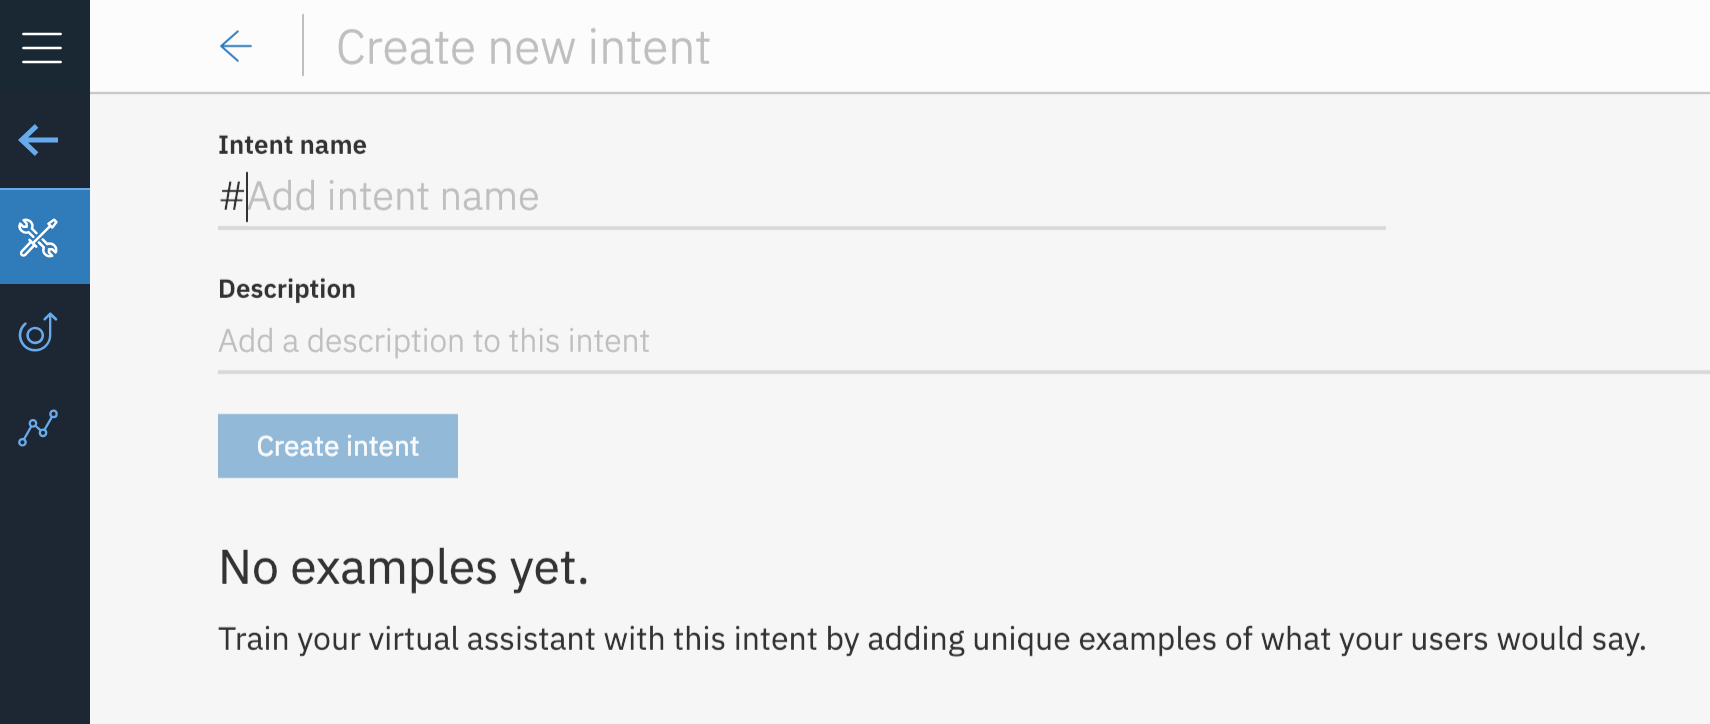 Create new intent
Intent name
#Add intent name
Description
Add a description to this intent
Create intent
No examples yet.
Train your virtual assistant with this intent by adding unique examples of what your users would say.